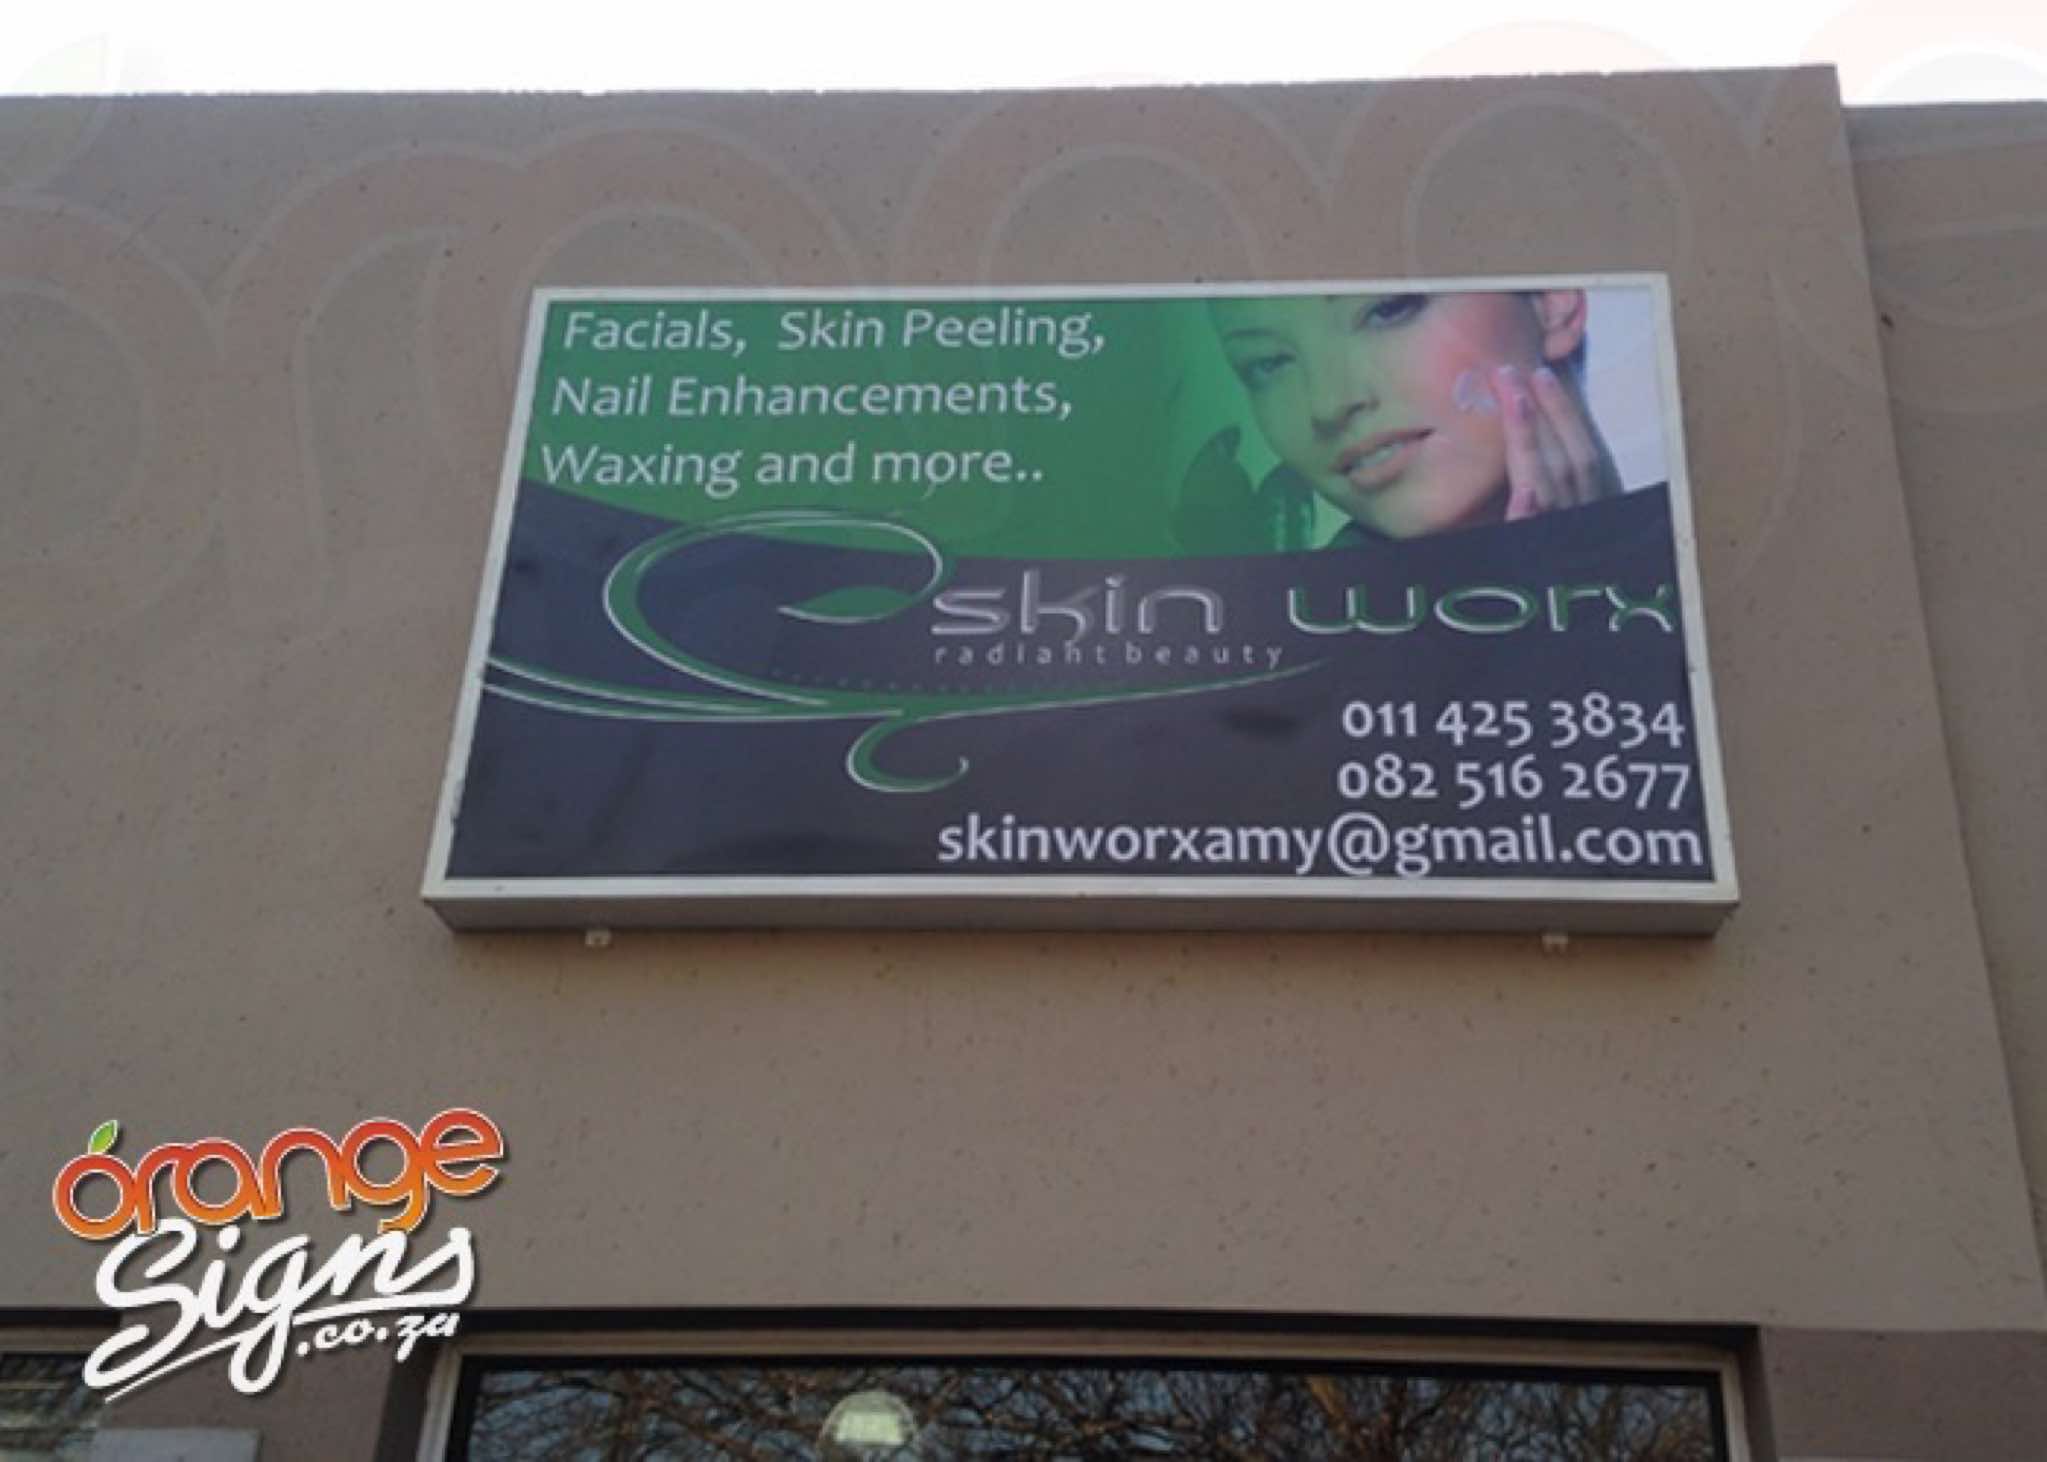 Facials, Skin Peeling,
Nail Enhancements,
Waxing and more..
skin worx
radiant beauty
011 425 3834
082 516 2677
skinworxamy@gmail.com
orange
Signs
.co.za